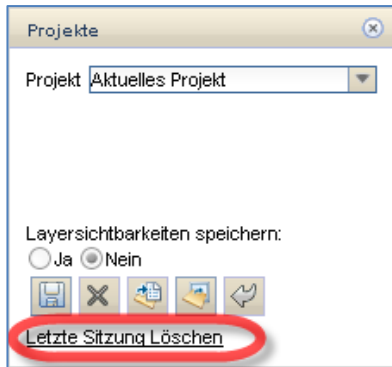 Projekte
Projekt Aktuelles Projekt
Layersichtbarkeiten speichern:
Ja Nein
Letzte Sitzung Löschen